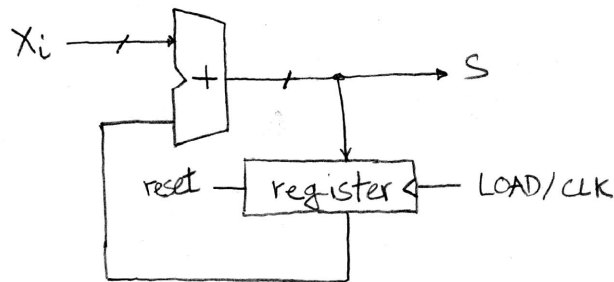 Xi
+
S
reset
register
LOAD/CLK